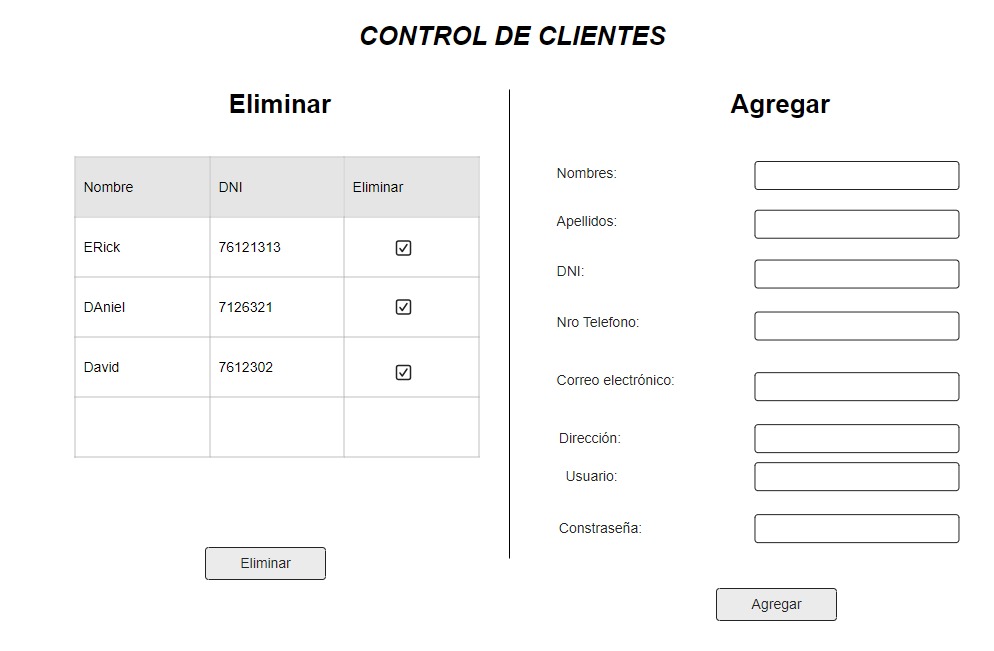 CONTROL DE CLIENTES
Eliminar
Nombre DNI Eliminar
ERick 76121313
DAniel 7126321
David 7612302
Eliminar
Agregar
Nombres:
Apellidos:
DNI:
Nro Telefono:
Correo electrónico:
Dirección:
Usuario:
Constraseña:
Agregar